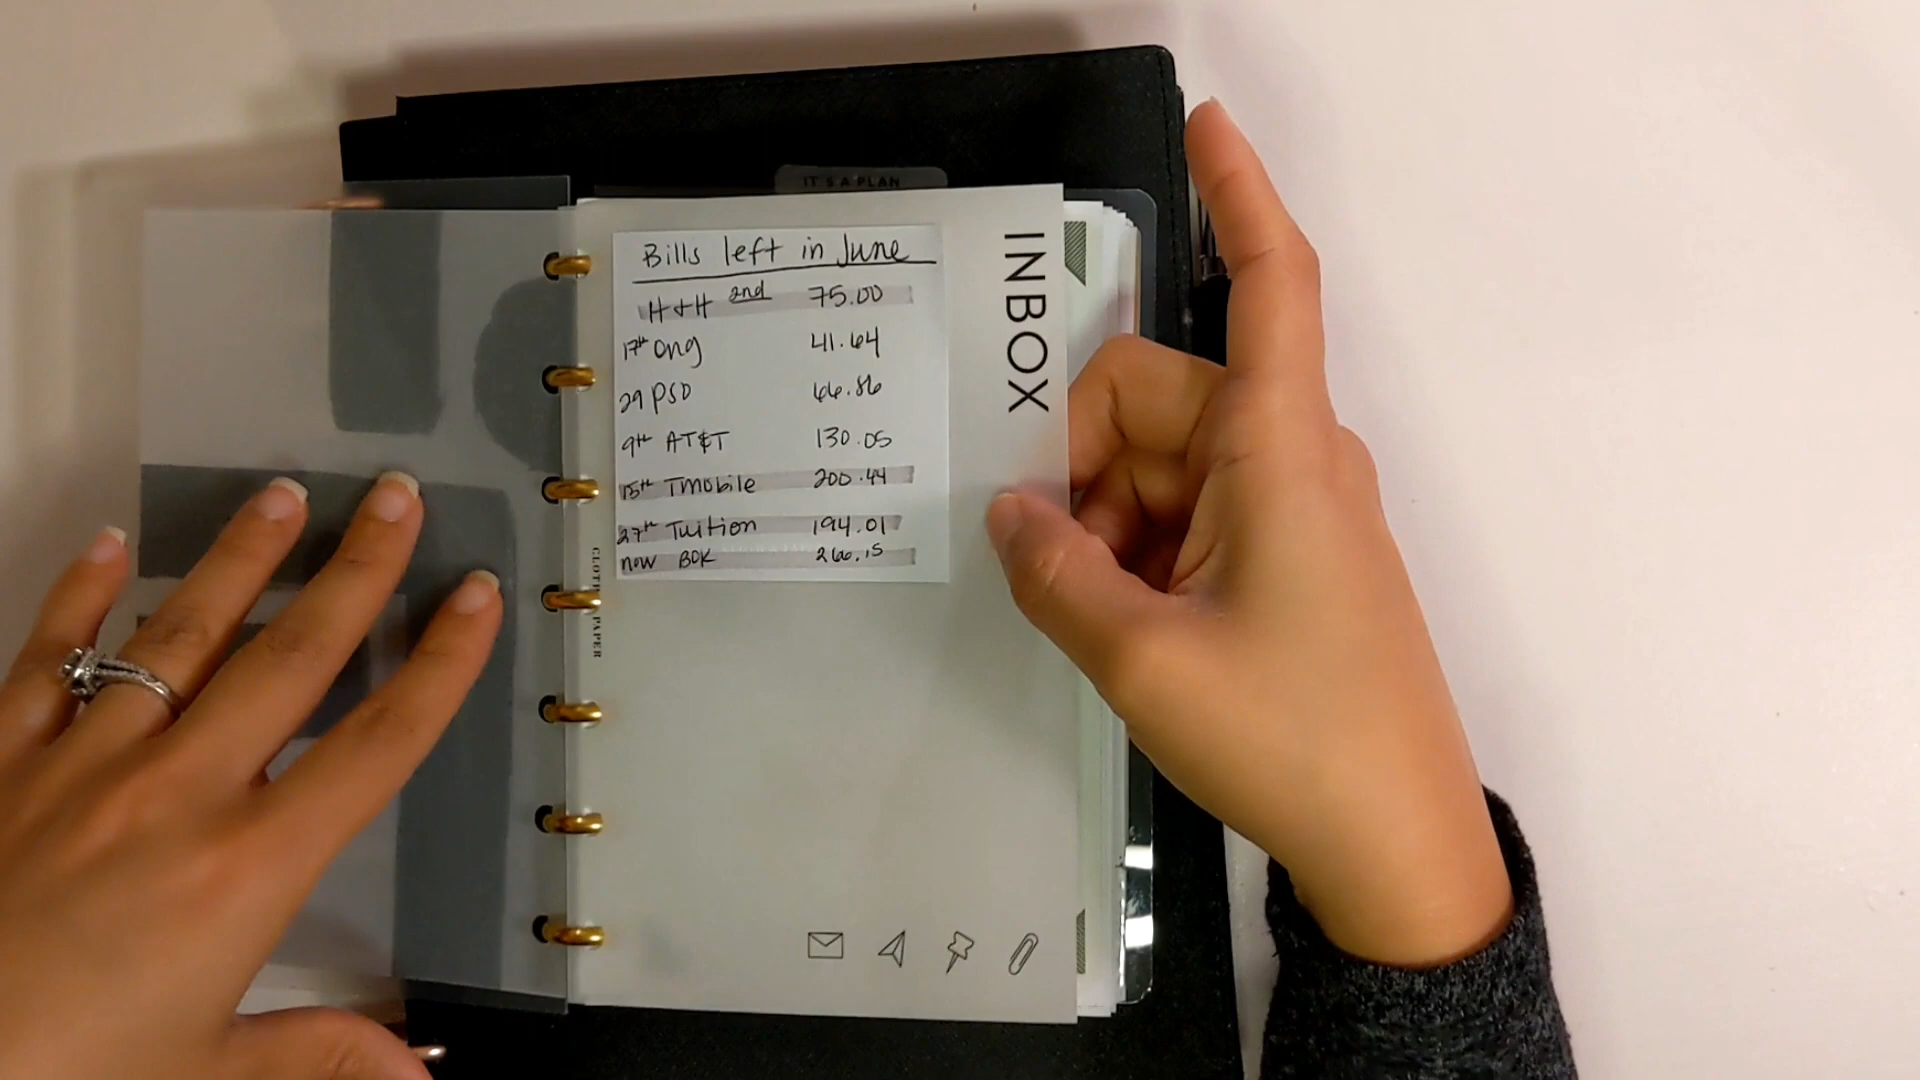 IT'S A PLAN
Bills left in June
H+H 2nd 75.00
17th ONG 41.64
29 PSO 66.86
9th AT&T 130.05
15th Tmobile 200.44
27th Tuition 194.01
now BOK 266.15
INBOX